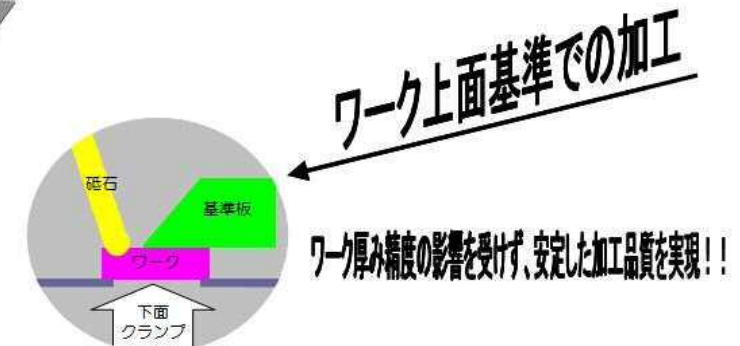 ワーク上面基準での加工
砥石
基準板
ワーク
ワーク厚み精度の影響を受けず、安定した加工品質を実現！！
下面
クランプ